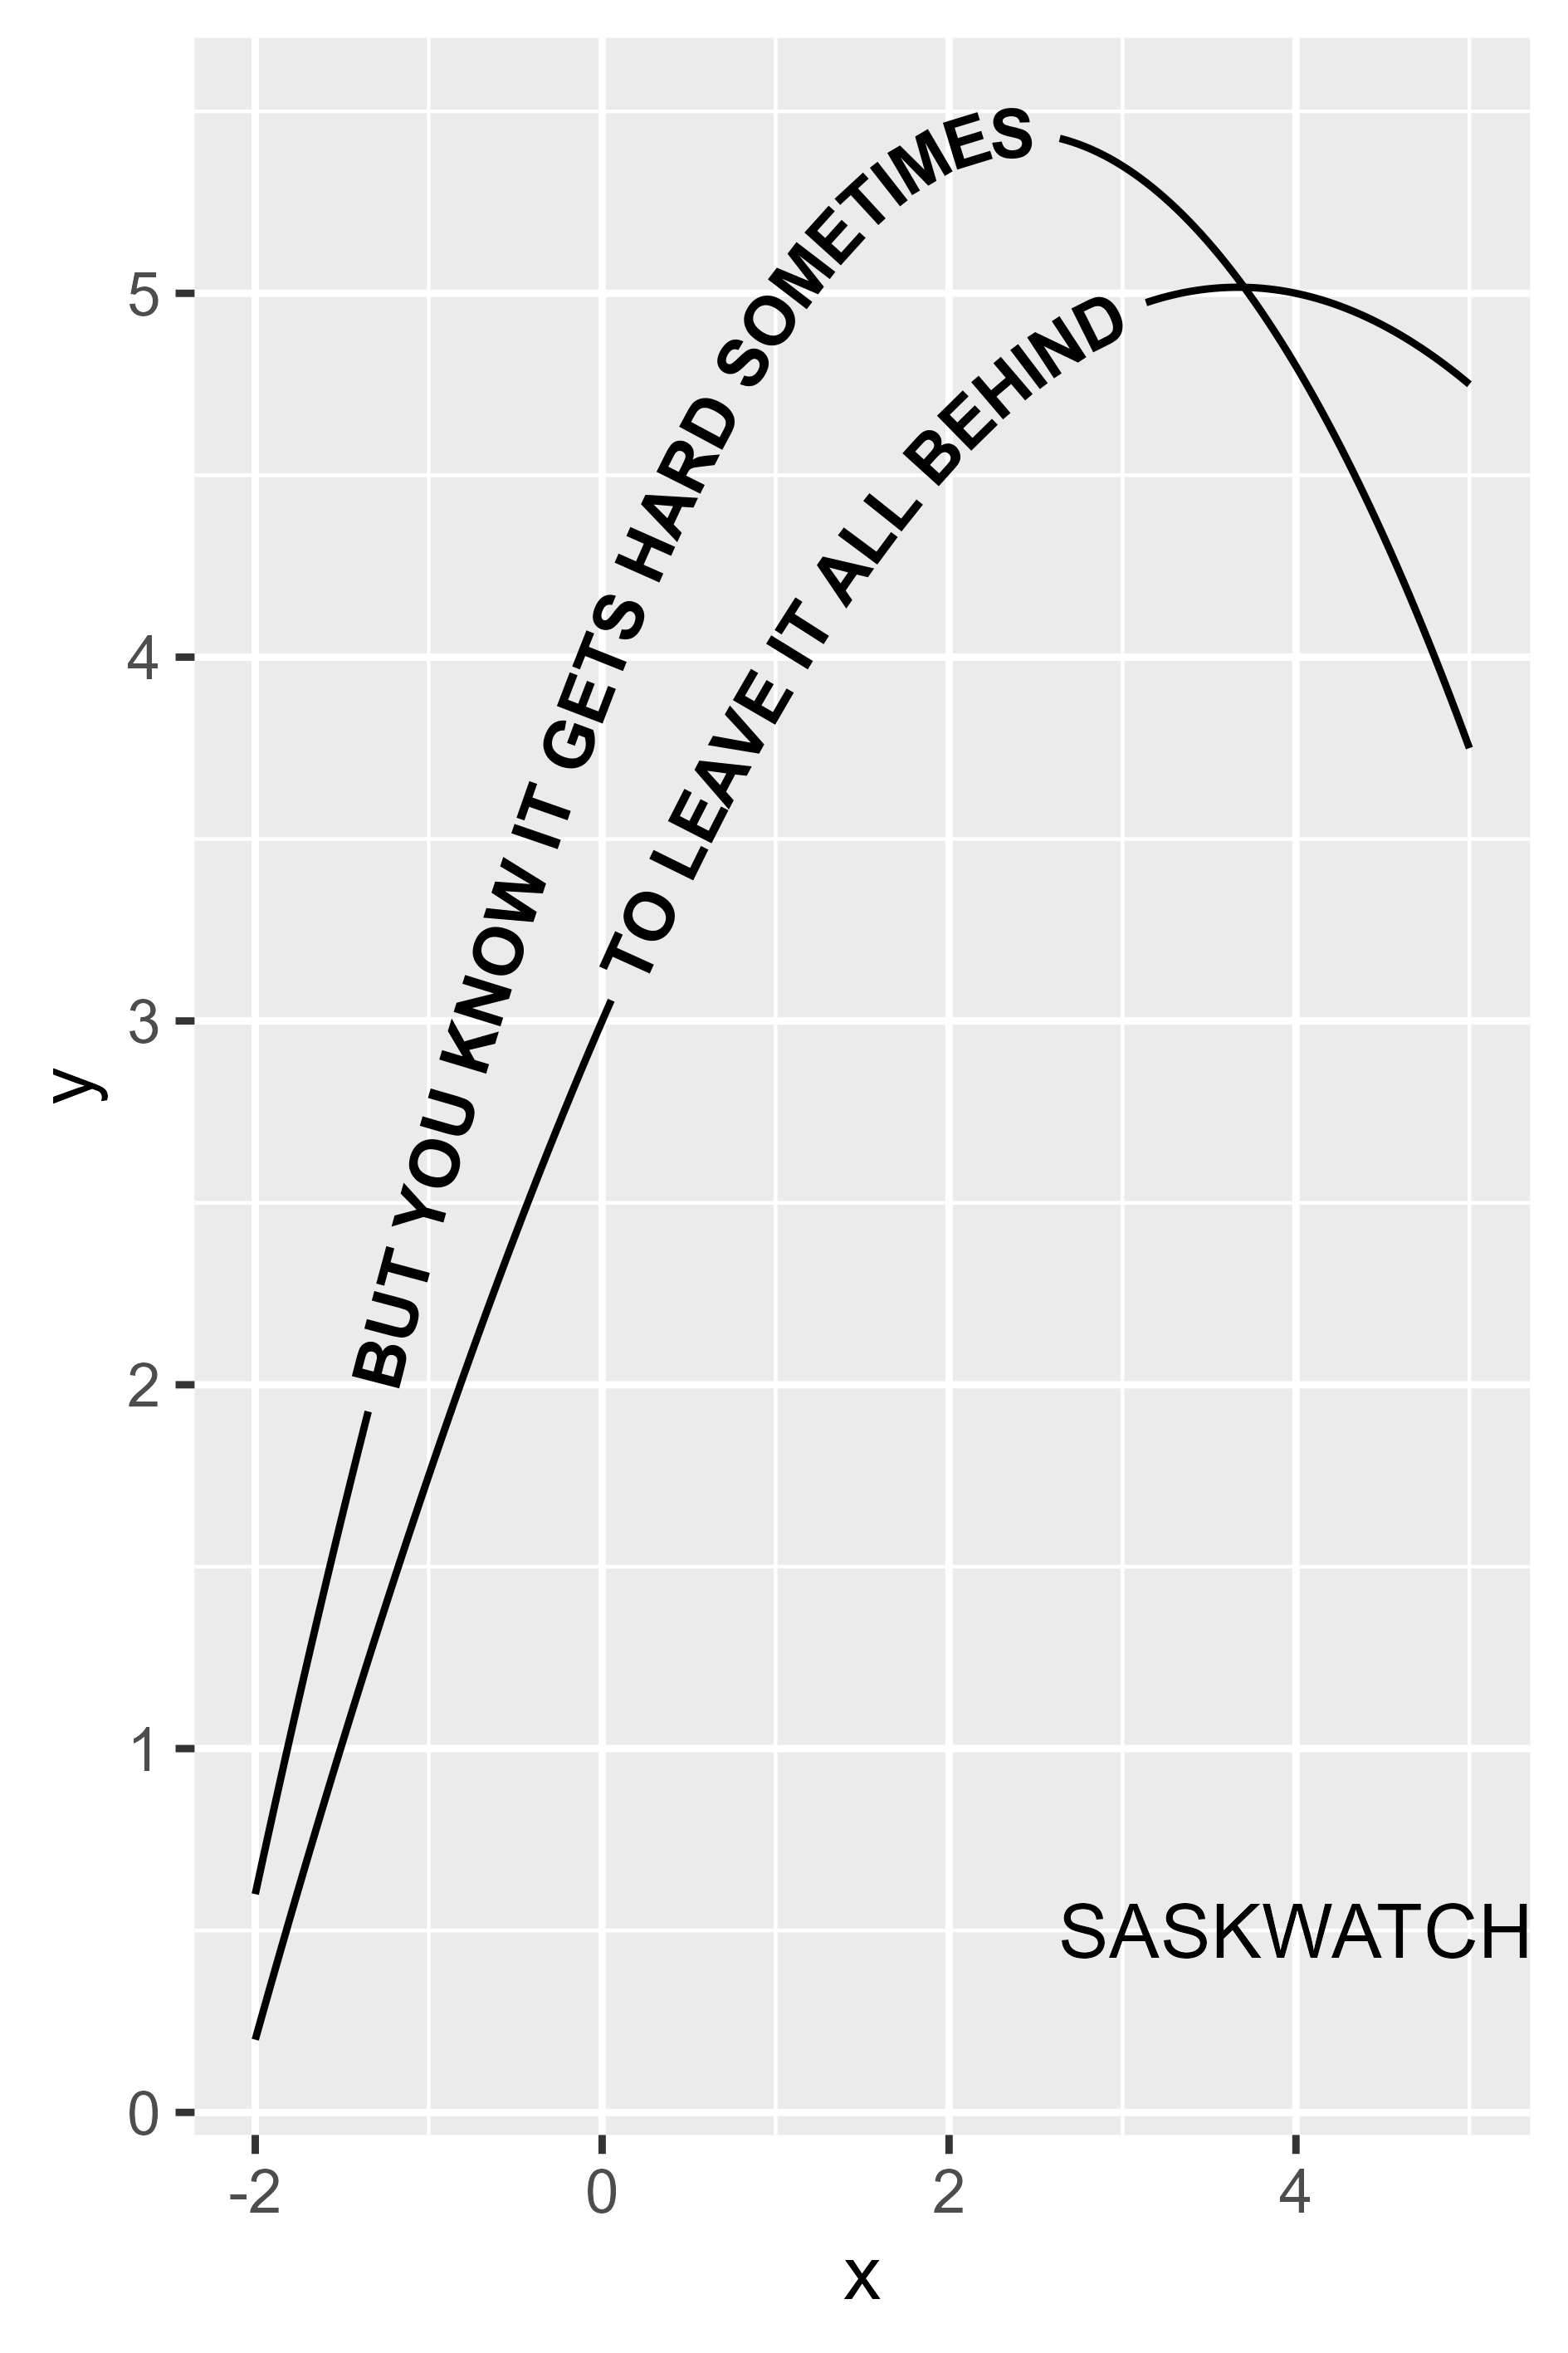 BUT YOU KNOW IT GETS HARD SOMETIMES
TO LEAVE IT ALL BEHIND
SASKWATCH
5
4
3
2
1
0
y
-2 0 2 4
x